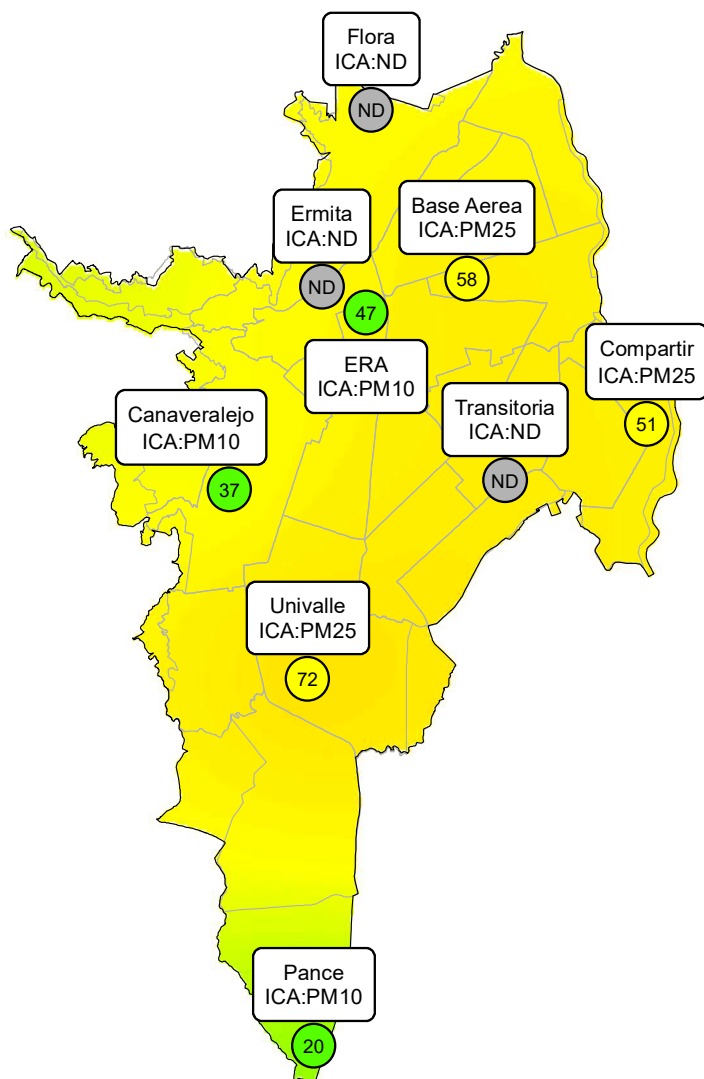 Flora
ICA:ND
ND
Ermita
ICA:ND
ND
Base Aerea
ICA:PM25
58
47
ERA
ICA:PM10
Compartir
ICA:PM25
51
Canaveralejo
ICA:PM10
37
Transitoria
ICA:ND
ND
Univalle
ICA:PM25
72
Pance
ICA:PM10
20